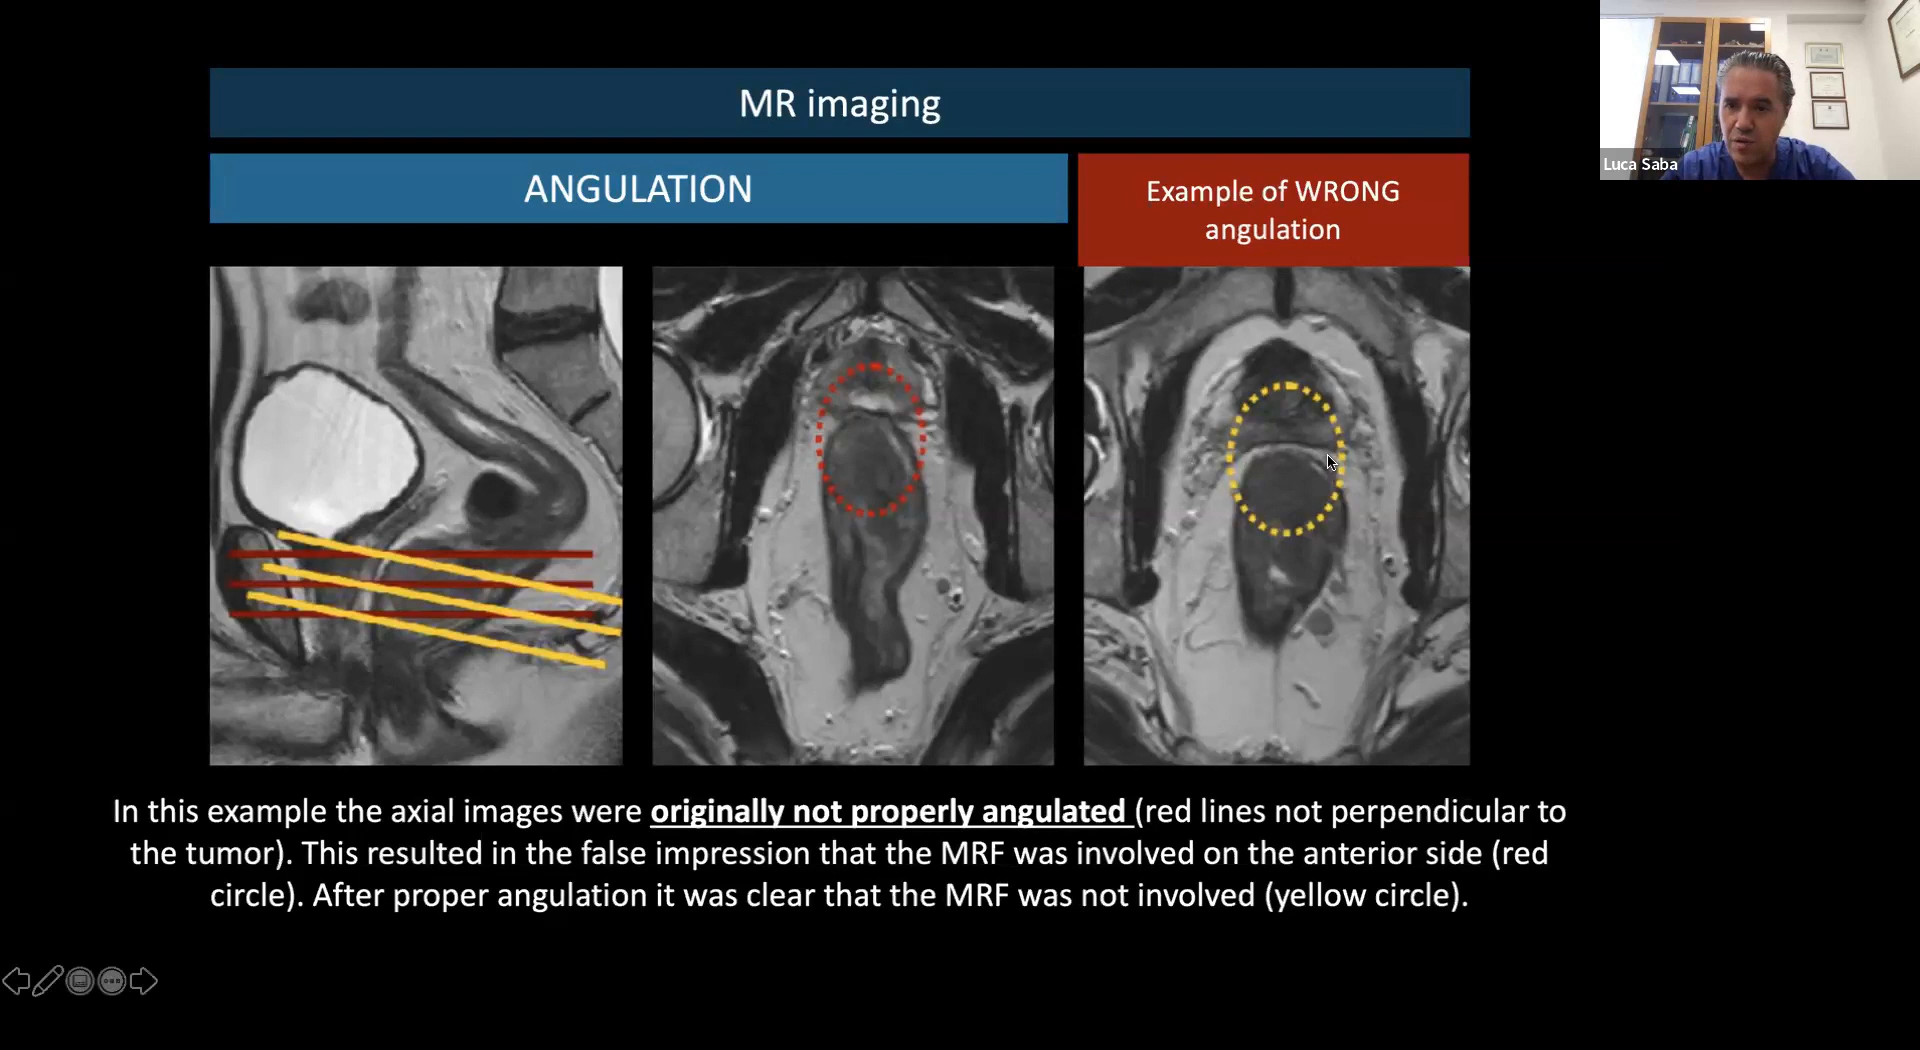 MR imaging
ANGULATION
Example of WRONG
angulation
Luca Saba
In this example the axial images were originally not properly angulated (red lines not perpendicular to
the tumor). This resulted in the false impression that the MRF was involved on the anterior side (red
circle). After proper angulation it was clear that the MRF was not involved (yellow circle).